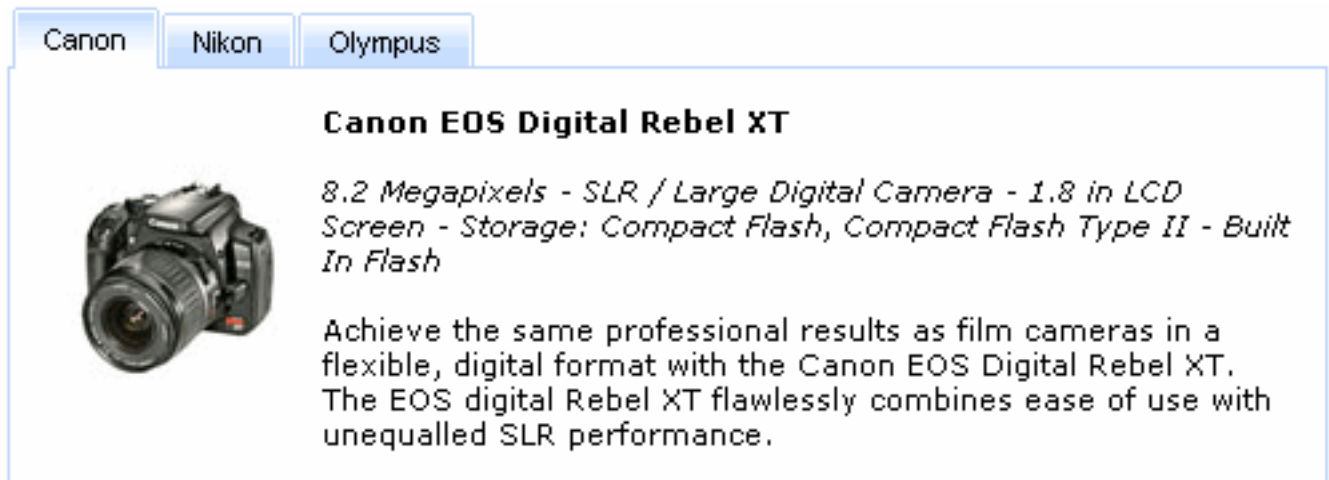 Canon Nikon Olympus
Canon EOS Digital Rebel XT
8.2 Megapixels - SLR / Large Digital Camera - 1.8 in LCD
Screen - Storage: Compact Flash, Compact Flash Type II - Built
In Flash
Achieve the same professional results as film cameras in a
flexible, digital format with the Canon EOS Digital Rebel XT.
The EOS digital Rebel XT flawlessly combines ease of use with
unequalled SLR performance.